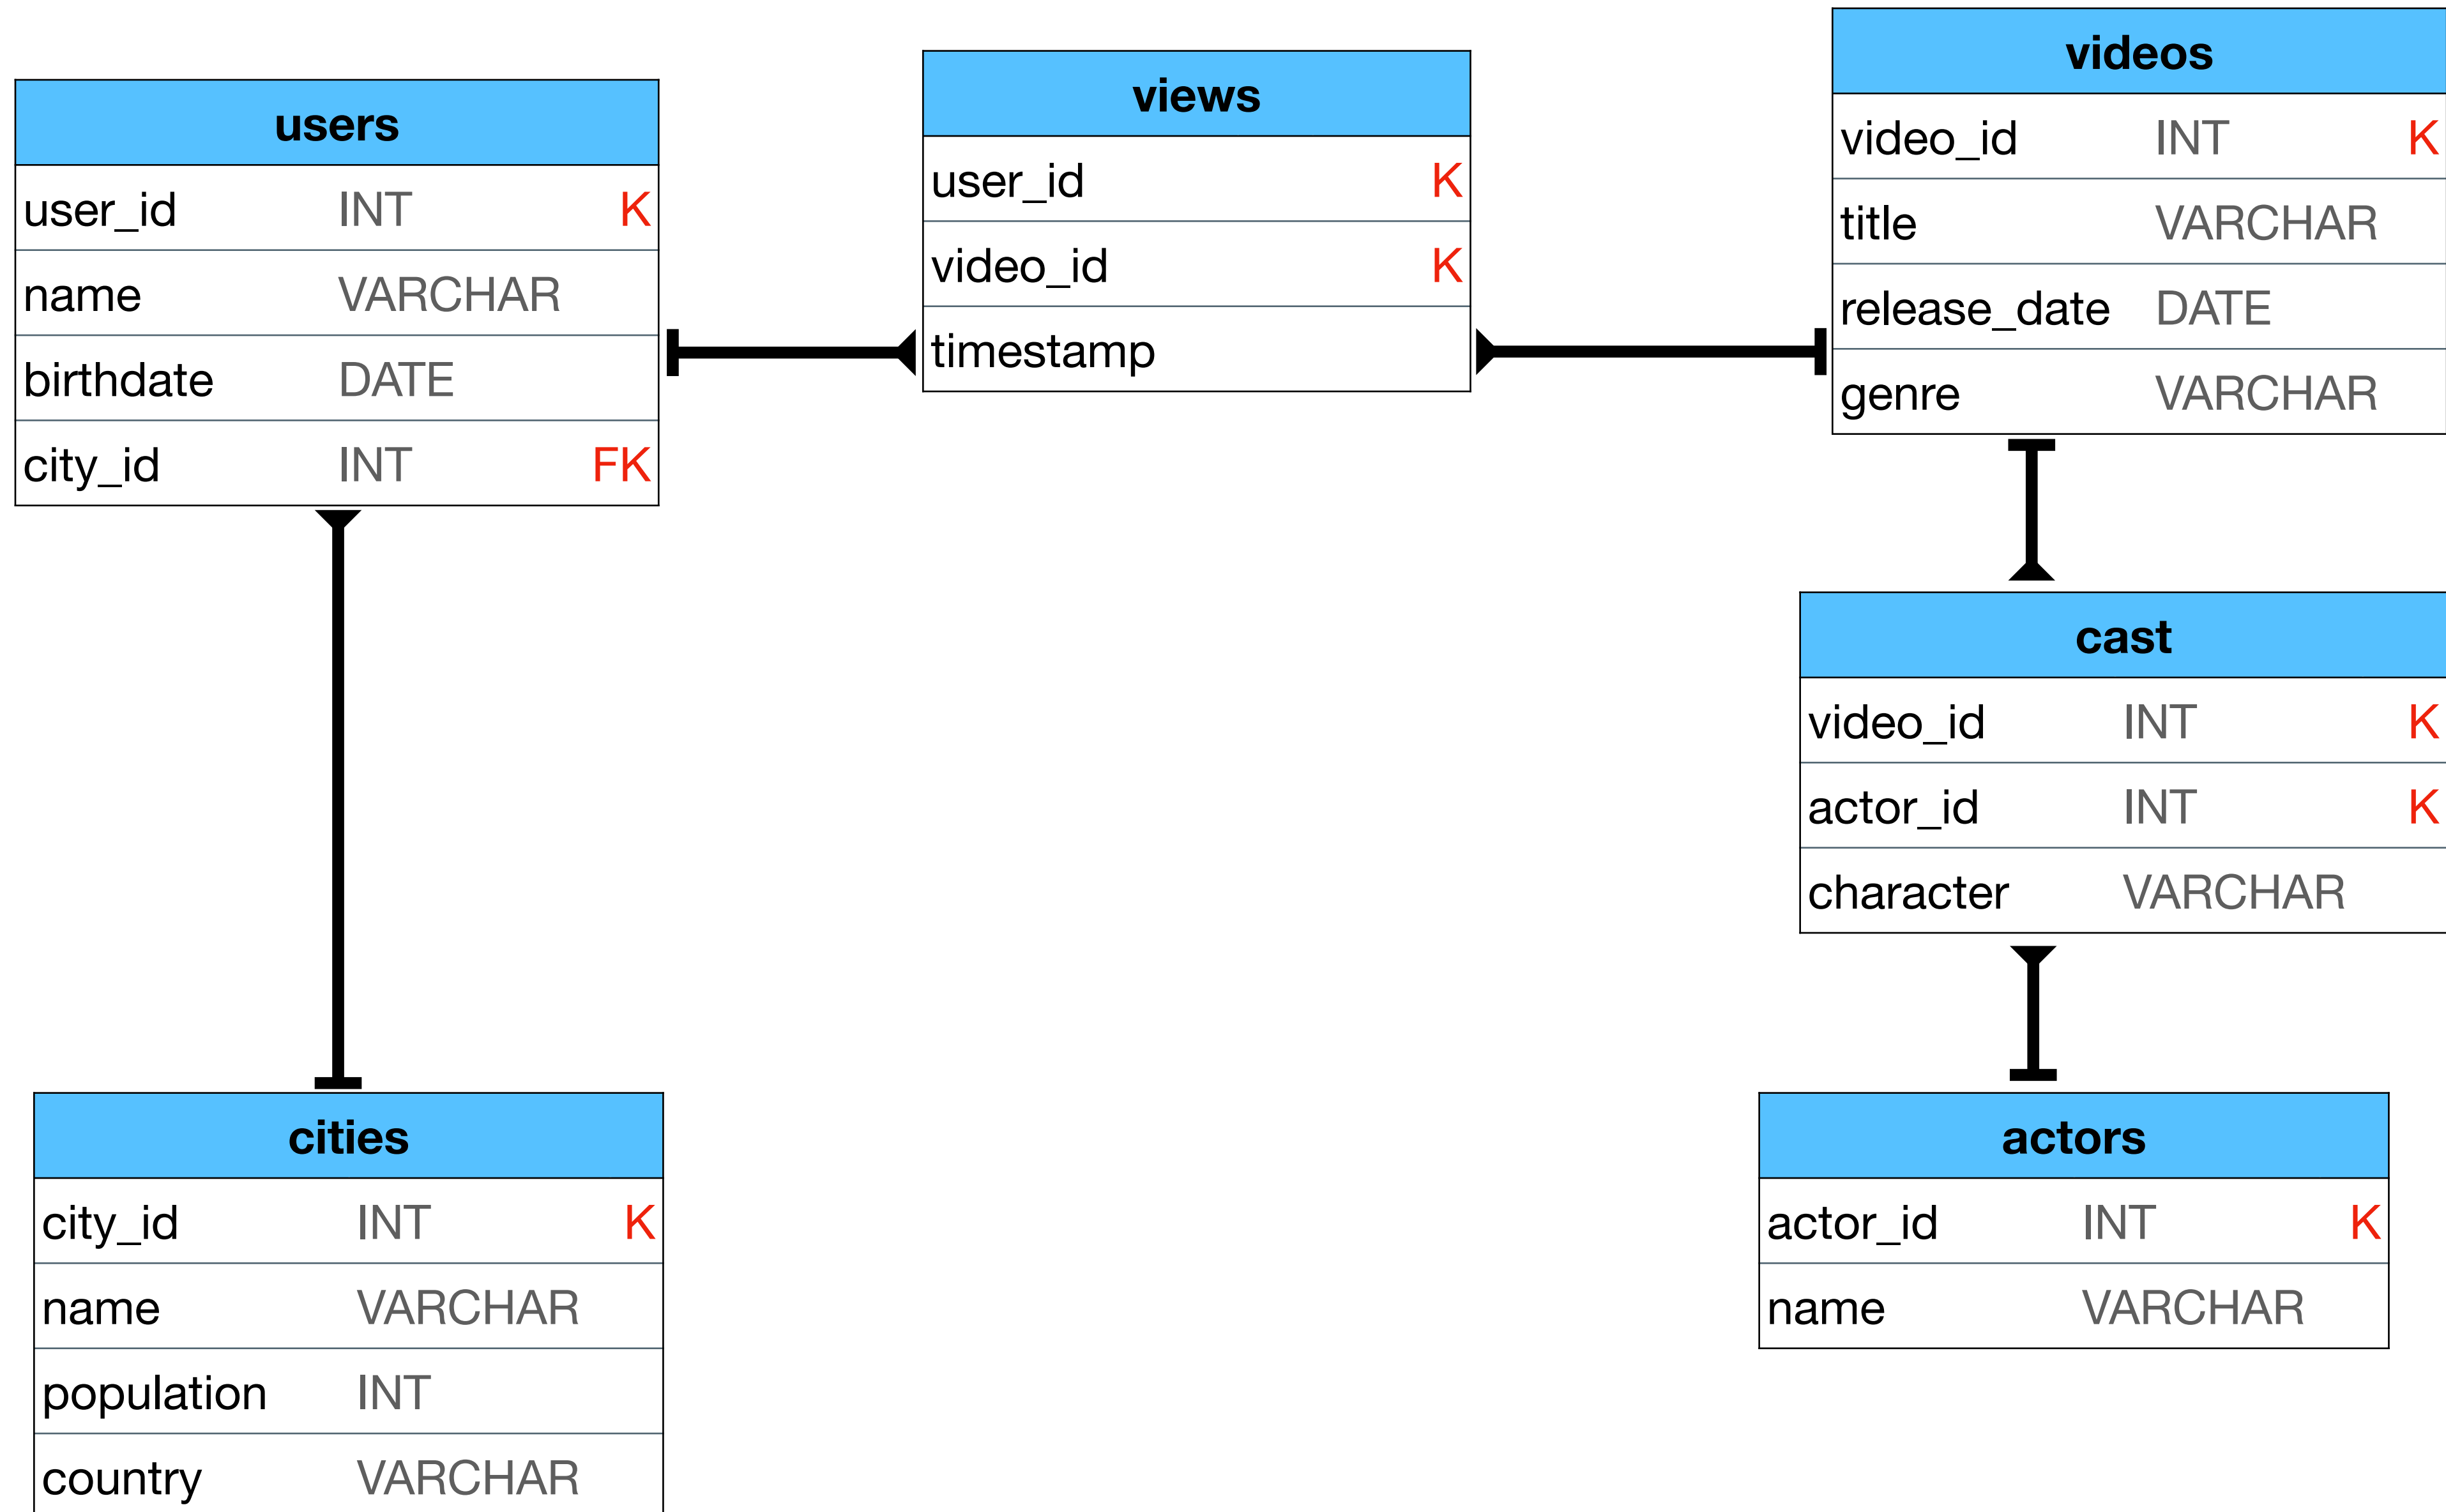 users
user_id INT K
name VARCHAR
birthdate DATE
city_id INT FK
views
user_id K
video_id K
timestamp
videos
video_id INT K
title VARCHAR
release_date DATE
genre VARCHAR
cast
video_id INT K
actor_id INT K
character VARCHAR
cities
city_id INT K
name VARCHAR
population INT
country VARCHAR
actors
actor_id INT K
name VARCHAR